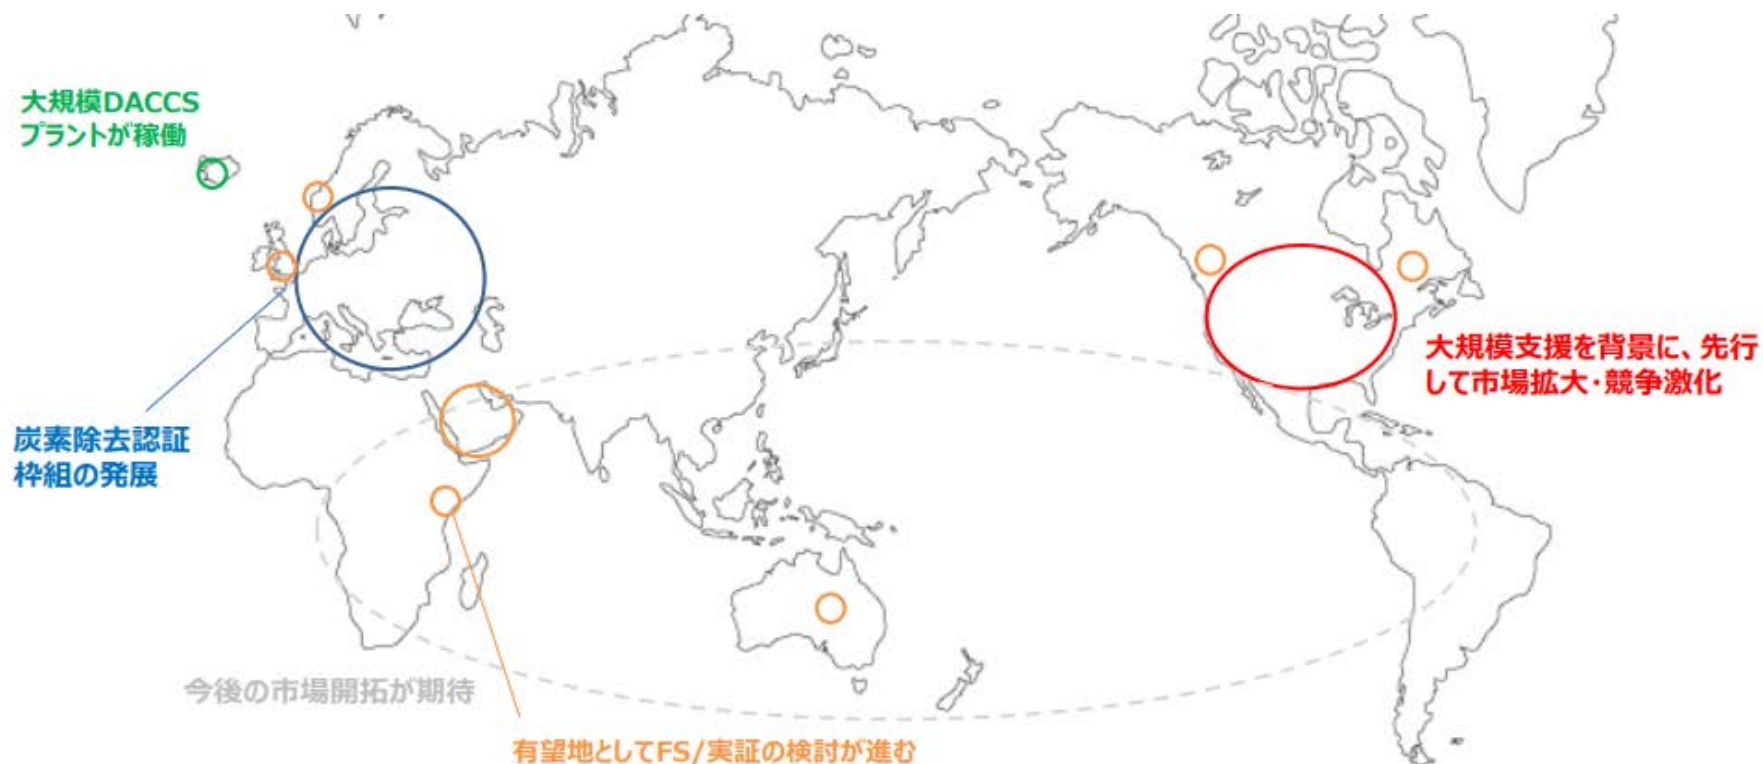 大規模DACCS
プラントが稼働
炭素除去認証
枠組の発展
大規模支援を背景に、先行
して市場拡大・競争激化
今後の市場開拓が期待
有望地としてFS/実証の検討が進む